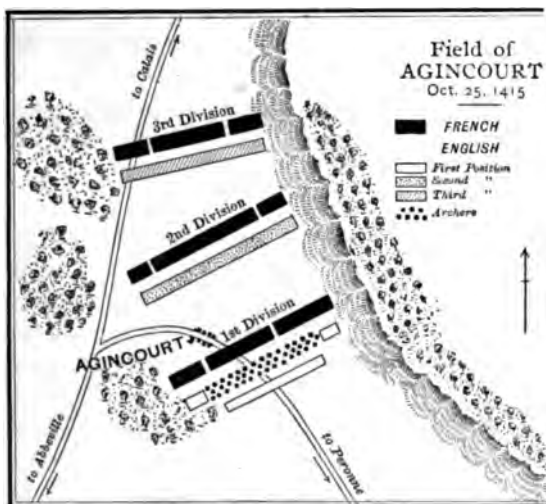 Field of
AGINCOURT
Oct. 25, 1415
FRENCH
ENGLISH
First Position
Second "
Third "
Archers
to Calais
3rd Division
2nd Division
1st Division
AGINCOURT
to Abbeville
to Peronne